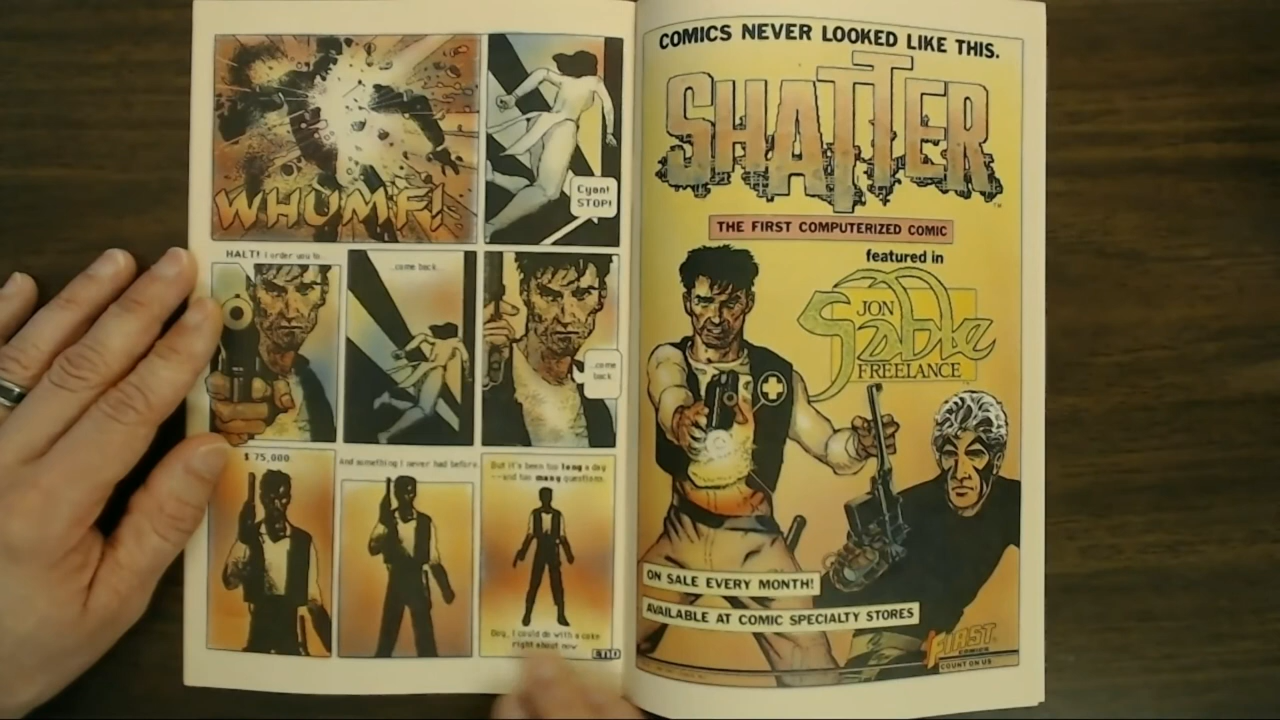 WHUMF!
Cyan!
STOP!
HALT! I order you to..
...come back..
...come
back.
$ 75,000.
And something I never had before.
But it's been too long a day
--and too many questions.
Boy, I could do with a coke
right about now
COMICS NEVER LOOKED LIKE THIS.
SHATTER
THE FIRST COMPUTERIZED COMIC
featured in
JON
Sable
FREELANCE
ON SALE EVERY MONTH!
AVAILABLE AT COMIC SPECIALTY STORES
FIRST
COMICS
COUNT ON US